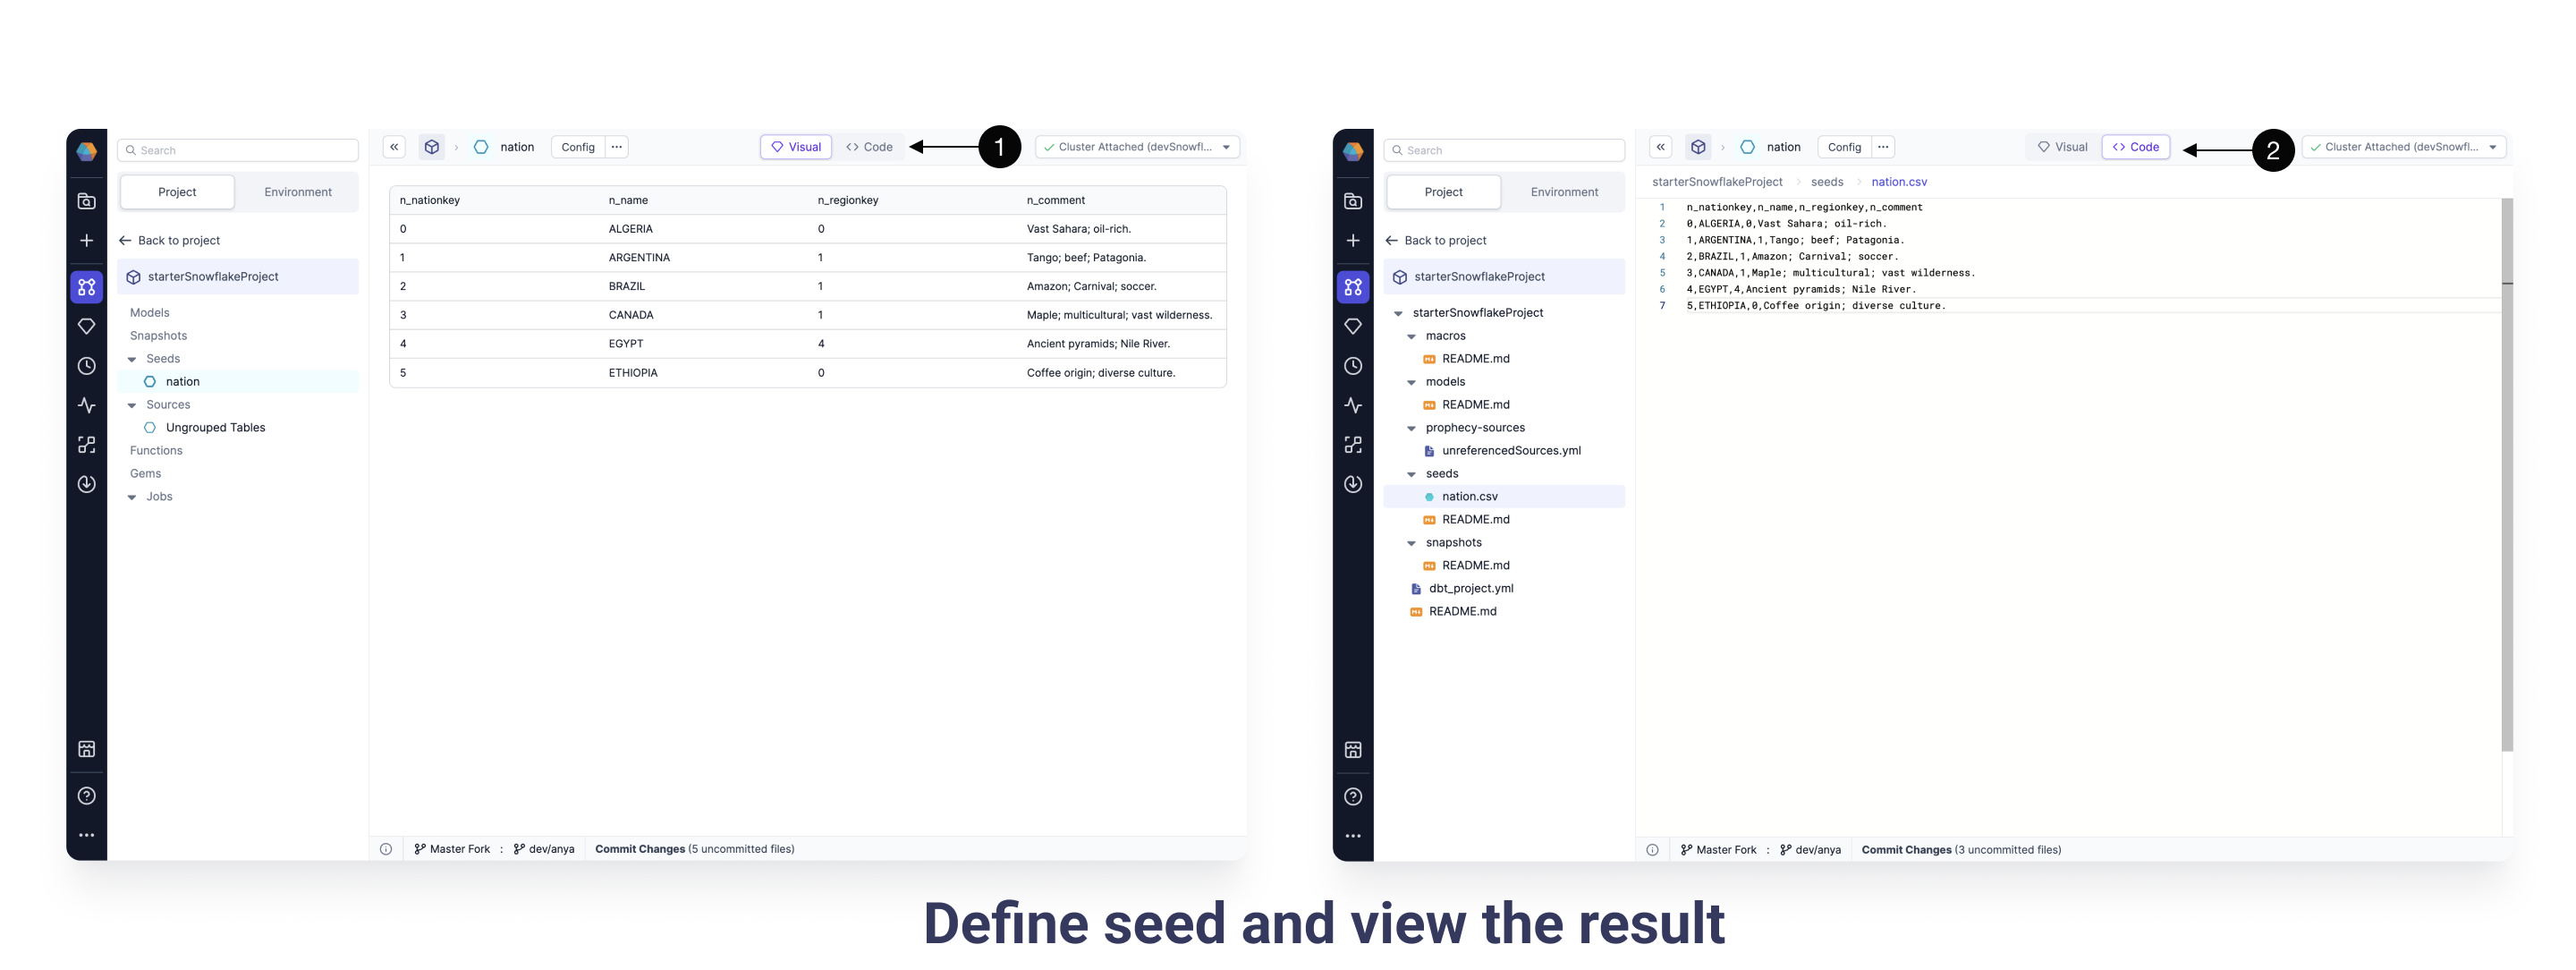 Search
Project
Environment
Back to project
starterSnowflakeProject
Models
Snapshots
Seeds
nation
Sources
Ungrouped Tables
Functions
Gems
Jobs
nation
Config
...
Visual
Code
1
Cluster Attached (devSnowfl...
n_nationkey n_name n_regionkey n_comment
0 ALGERIA 0 Vast Sahara; oil-rich.
1 ARGENTINA 1 Tango; beef; Patagonia.
2 BRAZIL 1 Amazon; Carnival; soccer.
3 CANADA 1 Maple; multicultural; vast wilderness.
4 EGYPT 4 Ancient pyramids; Nile River.
5 ETHIOPIA 0 Coffee origin; diverse culture.
Master Fork : dev/anya Commit Changes (5 uncommitted files)
Search
Project
Environment
Back to project
starterSnowflakeProject
starterSnowflakeProject
macros
README.md
models
README.md
prophecy-sources
unreferencedSources.yml
seeds
nation.csv
README.md
snapshots
README.md
dbt_project.yml
README.md
nation
Config
...
Visual
Code
2
Cluster Attached (devSnowfl...
starterSnowflakeProject > seeds > nation.csv
1 n_nationkey,n_name,n_regionkey,n_comment
2 0,ALGERIA,0,Vast Sahara; oil-rich.
3 1,ARGENTINA,1,Tango; beef; Patagonia.
4 2,BRAZIL,1,Amazon; Carnival; soccer.
5 3,CANADA,1,Maple; multicultural; vast wilderness.
6 4,EGYPT,4,Ancient pyramids; Nile River.
7 5,ETHIOPIA,0,Coffee origin; diverse culture.
Master Fork : dev/anya Commit Changes (3 uncommitted files)
Define seed and view the result